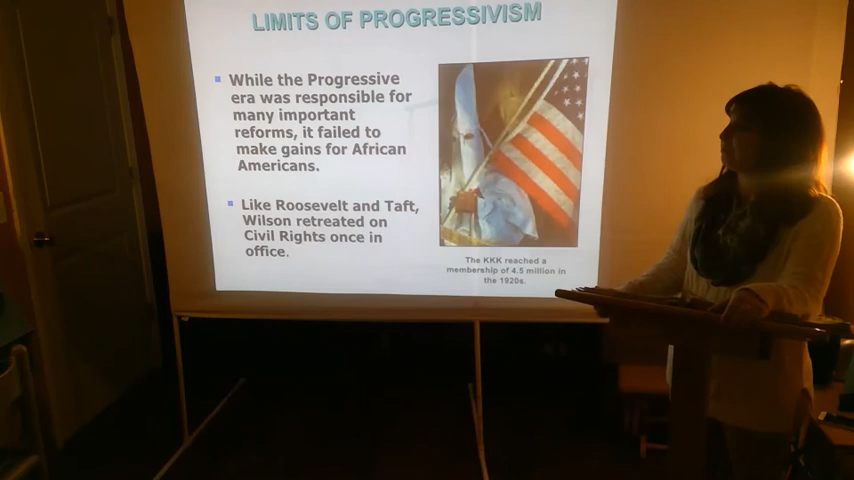 LIMITS OF PROGRESSIVISM
While the Progressive
era was responsible for
many important
reforms, it failed to
make gains for African
Americans.
Like Roosevelt and Taft,
Wilson retreated on
Civil Rights once in
office.
The KKK reached a
membership of 4.5 million in
the 1920s.